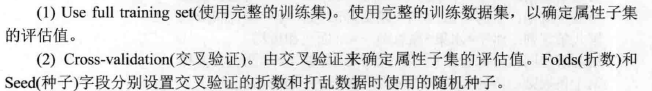 (1) Use full training set(使用完整的训练集)。使用完整的训练数据集，以确定属性子集
的评估值。
(2) Cross-validation(交叉验证)。由交叉验证来确定属性子集的评估值。Folds(折数)和
Seed(种子)字段分别设置交叉验证的折数和打乱数据时使用的随机种子。